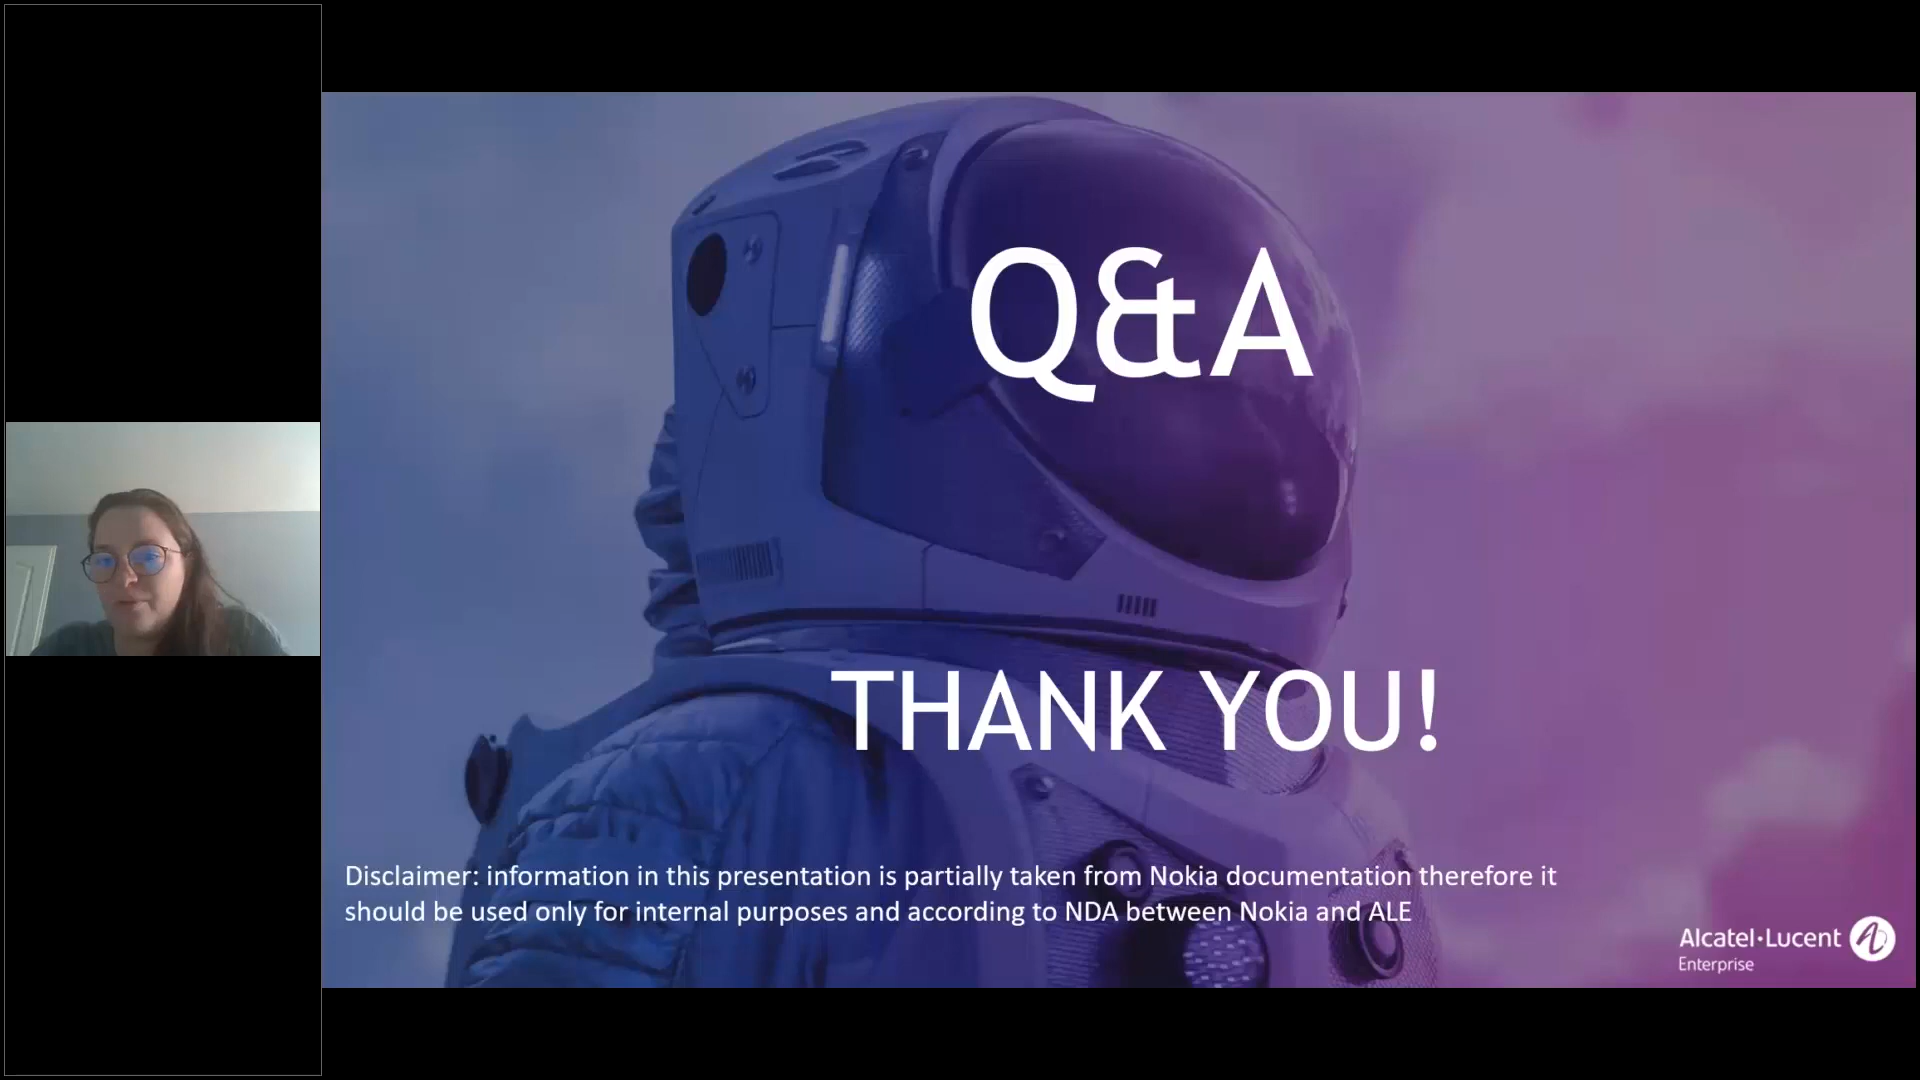 Q&A
THANK YOU!
Disclaimer: information in this presentation is partially taken from Nokia documentation therefore it
should be used only for internal purposes and according to NDA between Nokia and ALE
Alcatel·Lucent
Enterprise